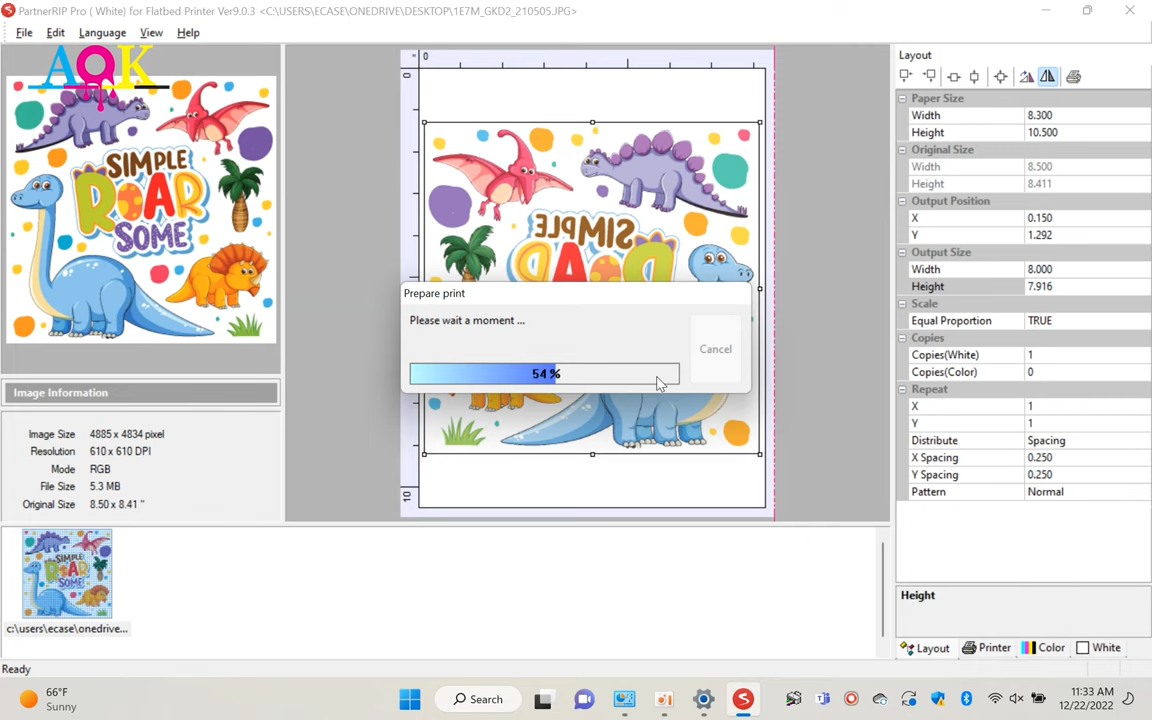 PartnerRIP Pro ( White) for Flatbed Printer Ver9.0.3 <C:\USERS\ECASE\ONEDRIVE\DESKTOP\1E7M_GKD2_210505.JPG>
File Edit Language View Help
AOK
SIMPLE
ROAR
SOME
Image Information
Image Size 4885 x 4834 pixel
Resolution 610 x 610 DPI
Mode RGB
File Size 5.3 MB
Original Size 8.50 x 8.41 "
0
0
10
SIMPLE
ROAR
Prepare print
Please wait a moment ...
Cancel
54 %
Layout
Paper Size
Width 8.300
Height 10.500
Original Size
Width 8.500
Height 8.411
Output Position
X 0.150
Y 1.292
Output Size
Width 8.000
Height 7.916
Scale
Equal Proportion TRUE
Copies
Copies(White) 1
Copies(Color) 0
Repeat
X 1
Y 1
Distribute Spacing
X Spacing 0.250
Y Spacing 0.250
Pattern Normal
Height
Layout Printer Color White
SIMPLE
ROAR
SOME
c:\users\ecase\onedrive...
Ready
66°F
Sunny
Search
11:33 AM
12/22/2022